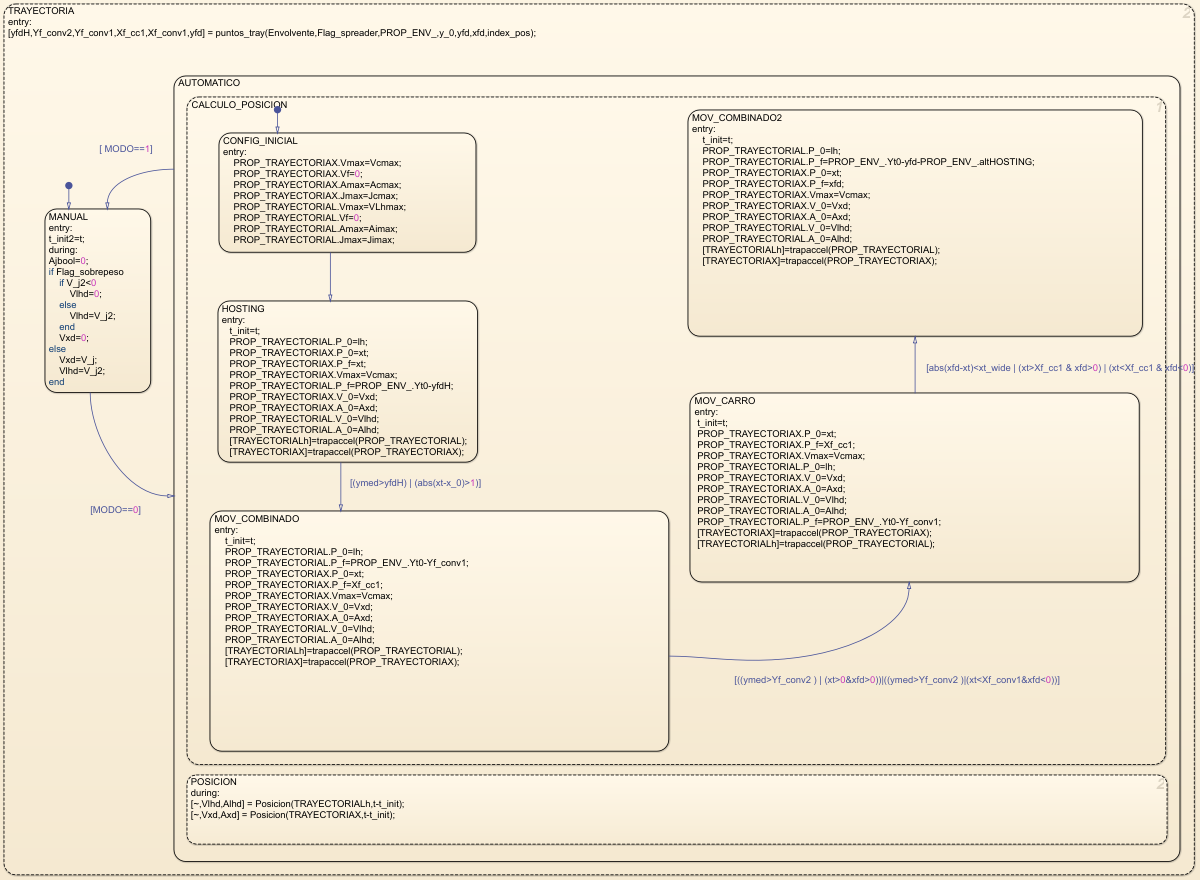 TRAYECTORIA
2
entry:
[yfdH,Yf_conv2,Yf_conv1,Xf_cc1,Xf_conv1,yfd] = puntos_tray(Envolvente,Flag_spreader,PROP_ENV_,y_0,yfd,xfd,index_pos);
[ MODO==1]
MANUAL
entry:
t_init2=t;
during:
Ajbool=0;
if Flag_sobrepeso
if V_j2<0
Vlhd=0;
else
Vlhd=V_j2;
end
Vxd=0;
else
Vxd=V_j;
Vlhd=V_j2;
end
[MODO==0]
AUTOMATICO
CALCULO_POSICION
1
CONFIG_INICIAL
entry:
PROP_TRAYECTORIAX.Vmax=Vcmax;
PROP_TRAYECTORIAX.Vf=0;
PROP_TRAYECTORIAX.Amax=Acmax;
PROP_TRAYECTORIAX.Jmax=Jcmax;
PROP_TRAYECTORIAL.Vmax=VLhmax;
PROP_TRAYECTORIAL.Vf=0;
PROP_TRAYECTORIAL.Amax=Aimax;
PROP_TRAYECTORIAL.Jmax=Jimax;
HOSTING
entry:
t_init=t;
PROP_TRAYECTORIAL.P_0=lh;
PROP_TRAYECTORIAX.P_0=xt;
PROP_TRAYECTORIAX.P_f=xt;
PROP_TRAYECTORIAX.Vmax=Vcmax;
PROP_TRAYECTORIAL.P_f=PROP_ENV_.Yt0-yfdH;
PROP_TRAYECTORIAX.V_0=Vxd;
PROP_TRAYECTORIAX.A_0=Axd;
PROP_TRAYECTORIAL.V_0=Vlhd;
PROP_TRAYECTORIAL.A_0=Alhd;
[TRAYECTORIALh]=trapaccel(PROP_TRAYECTORIAL);
[TRAYECTORIAX]=trapaccel(PROP_TRAYECTORIAX);
[(ymed>yfdH) | (abs(xt-x_0)>1)]
MOV_COMBINADO
entry:
t_init=t;
PROP_TRAYECTORIAL.P_0=lh;
PROP_TRAYECTORIAL.P_f=PROP_ENV_.Yt0-Yf_conv1;
PROP_TRAYECTORIAX.P_0=xt;
PROP_TRAYECTORIAX.P_f=Xf_cc1;
PROP_TRAYECTORIAX.Vmax=Vcmax;
PROP_TRAYECTORIAX.V_0=Vxd;
PROP_TRAYECTORIAX.A_0=Axd;
PROP_TRAYECTORIAL.V_0=Vlhd;
PROP_TRAYECTORIAL.A_0=Alhd;
[TRAYECTORIALh]=trapaccel(PROP_TRAYECTORIAL);
[TRAYECTORIAX]=trapaccel(PROP_TRAYECTORIAX);
[((ymed>Yf_conv2 ) | (xt>0&xfd>0))|((ymed>Yf_conv2 )|(xt<Xf_conv1&xfd<0))]
MOV_CARRO
entry:
t_init=t;
PROP_TRAYECTORIAX.P_0=xt;
PROP_TRAYECTORIAX.P_f=Xf_cc1;
PROP_TRAYECTORIAX.Vmax=Vcmax;
PROP_TRAYECTORIAL.P_0=lh;
PROP_TRAYECTORIAX.V_0=Vxd;
PROP_TRAYECTORIAX.A_0=Axd;
PROP_TRAYECTORIAL.V_0=Vlhd;
PROP_TRAYECTORIAL.A_0=Alhd;
PROP_TRAYECTORIAL.P_f=PROP_ENV_.Yt0-Yf_conv1;
[TRAYECTORIAX]=trapaccel(PROP_TRAYECTORIAX);
[TRAYECTORIALh]=trapaccel(PROP_TRAYECTORIAL);
[abs(xfd-xt)<xt_wide | (xt>Xf_cc1 & xfd>0) | (xt<Xf_cc1 & xfd<0)]
MOV_COMBINADO2
entry:
t_init=t;
PROP_TRAYECTORIAL.P_0=lh;
PROP_TRAYECTORIAL.P_f=PROP_ENV_.Yt0-yfd-PROP_ENV_.altHOSTING;
PROP_TRAYECTORIAX.P_0=xt;
PROP_TRAYECTORIAX.P_f=xfd;
PROP_TRAYECTORIAX.Vmax=Vcmax;
PROP_TRAYECTORIAX.V_0=Vxd;
PROP_TRAYECTORIAX.A_0=Axd;
PROP_TRAYECTORIAL.V_0=Vlhd;
PROP_TRAYECTORIAL.A_0=Alhd;
[TRAYECTORIALh]=trapaccel(PROP_TRAYECTORIAL);
[TRAYECTORIAX]=trapaccel(PROP_TRAYECTORIAX);
POSICION
2
during:
[~,Vlhd,Alhd] = Posicion(TRAYECTORIALh,t-t_init);
[~,Vxd,Axd] = Posicion(TRAYECTORIAX,t-t_init);